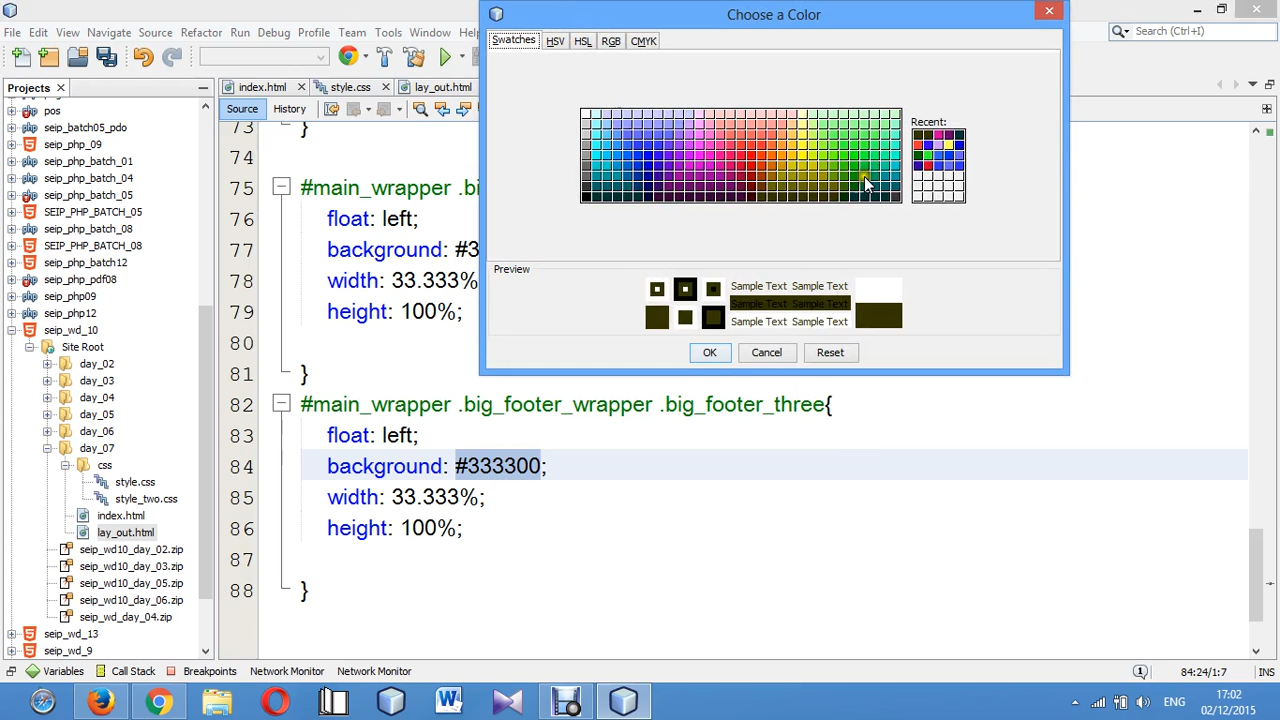 Choose a Color
File Edit View Navigate Source Refactor Run Debug Profile Team Tools Window
Search (Ctrl+I)
Swatches HSV HSL RGB CMYK
Recent:
Preview
Sample Text Sample Text
Sample Text Sample Text
Sample Text Sample Text
OK Cancel Reset
Projects
pos
seip_batch05_pdo
seip_php_09
seip_php_batch_01
seip_php_batch_04
seip_php_batch_05
SEIP_PHP_BATCH_05
seip_php_batch_08
SEIP_PHP_BATCH_08
seip_php_batch12
seip_php_pdf08
seip_php09
seip_php12
seip_wd_10
Site Root
day_02
day_03
day_04
day_05
day_06
day_07
css
style.css
style_two.css
index.html
lay_out.html
seip_wd10_day_02.zip
seip_wd10_day_03.zip
seip_wd10_day_05.zip
seip_wd10_day_06.zip
seip_wd_day_04.zip
seip_wd_13
seip_wd_9
index.html style.css lay_out.html
Source History
73 }
74
75 #main_wrapper .bi
76 float: left;
77 background: #3
78 width: 33.333%
79 height: 100%;
80
81 }
82 #main_wrapper .big_footer_wrapper .big_footer_three{
83 float: left;
84 background: #333300;
85 width: 33.333%;
86 height: 100%;
87
88 }
Variables Call Stack Breakpoints Network Monitor Network Monitor
84:24/1:7 INS
ENG
17:02
02/12/2015